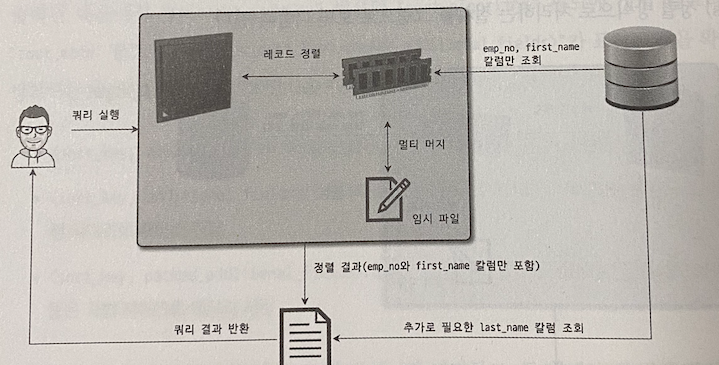 레코드 정렬
emp_no, first_name
칼럼만 조회
쿼리 실행
멀티 머지
임시 파일
정렬 결과(emp_no와 first_name 칼럼만 포함)
쿼리 결과 반환
추가로 필요한 last_name 칼럼 조회